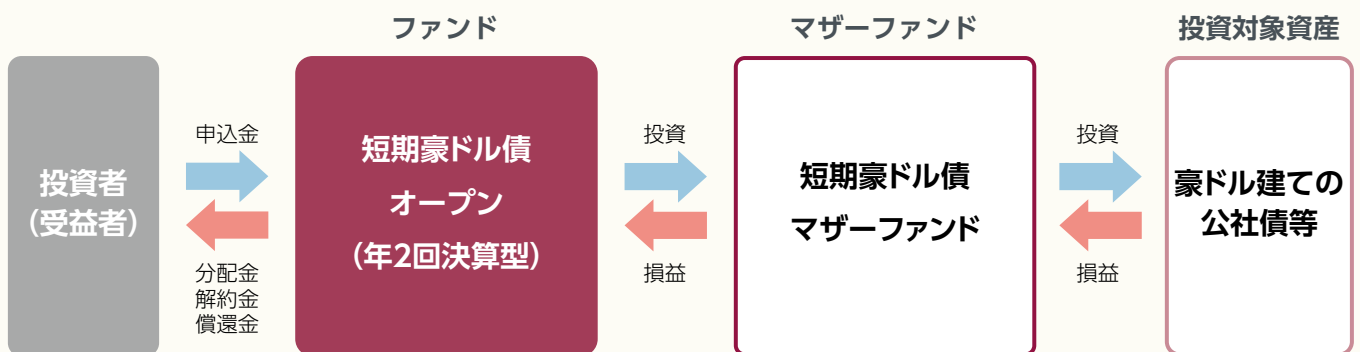 ファンド
マザーファンド
投資対象資産
投資者
（受益者）
申込金
分配金
解約金
償還金
短期豪ドル債
オープン
（年2回決算型）
投資
損益
短期豪ドル債
マザーファンド
投資
損益
豪ドル建ての
公社債等